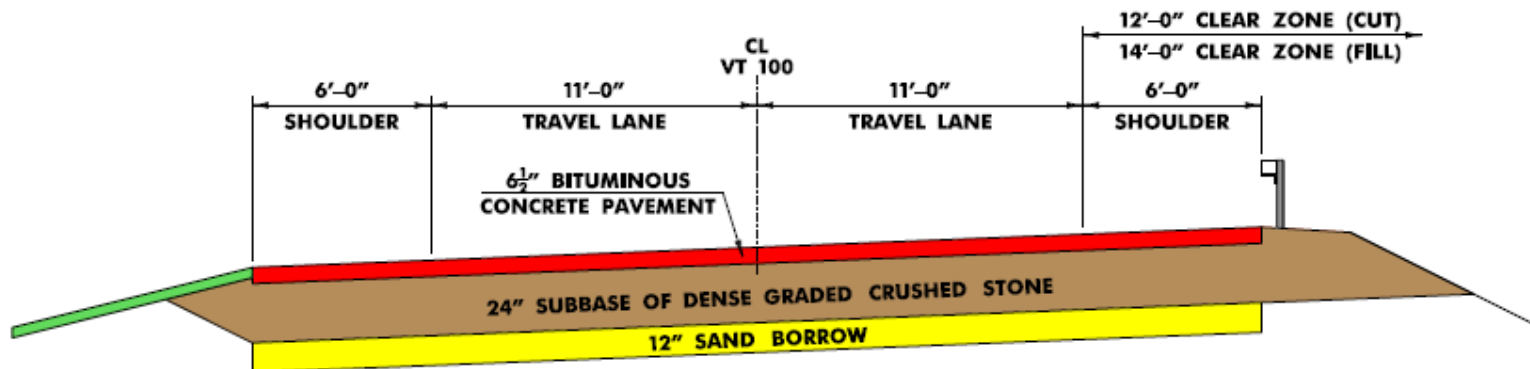 12'-0" CLEAR ZONE (CUT)
14'-0" CLEAR ZONE (FILL)
CL
VT 100
6'-0"
SHOULDER
11'-0"
TRAVEL LANE
11'-0"
TRAVEL LANE
6'-0"
SHOULDER
6½" BITUMINOUS
CONCRETE PAVEMENT
24" SUBBASE OF DENSE GRADED CRUSHED STONE
12" SAND BORROW